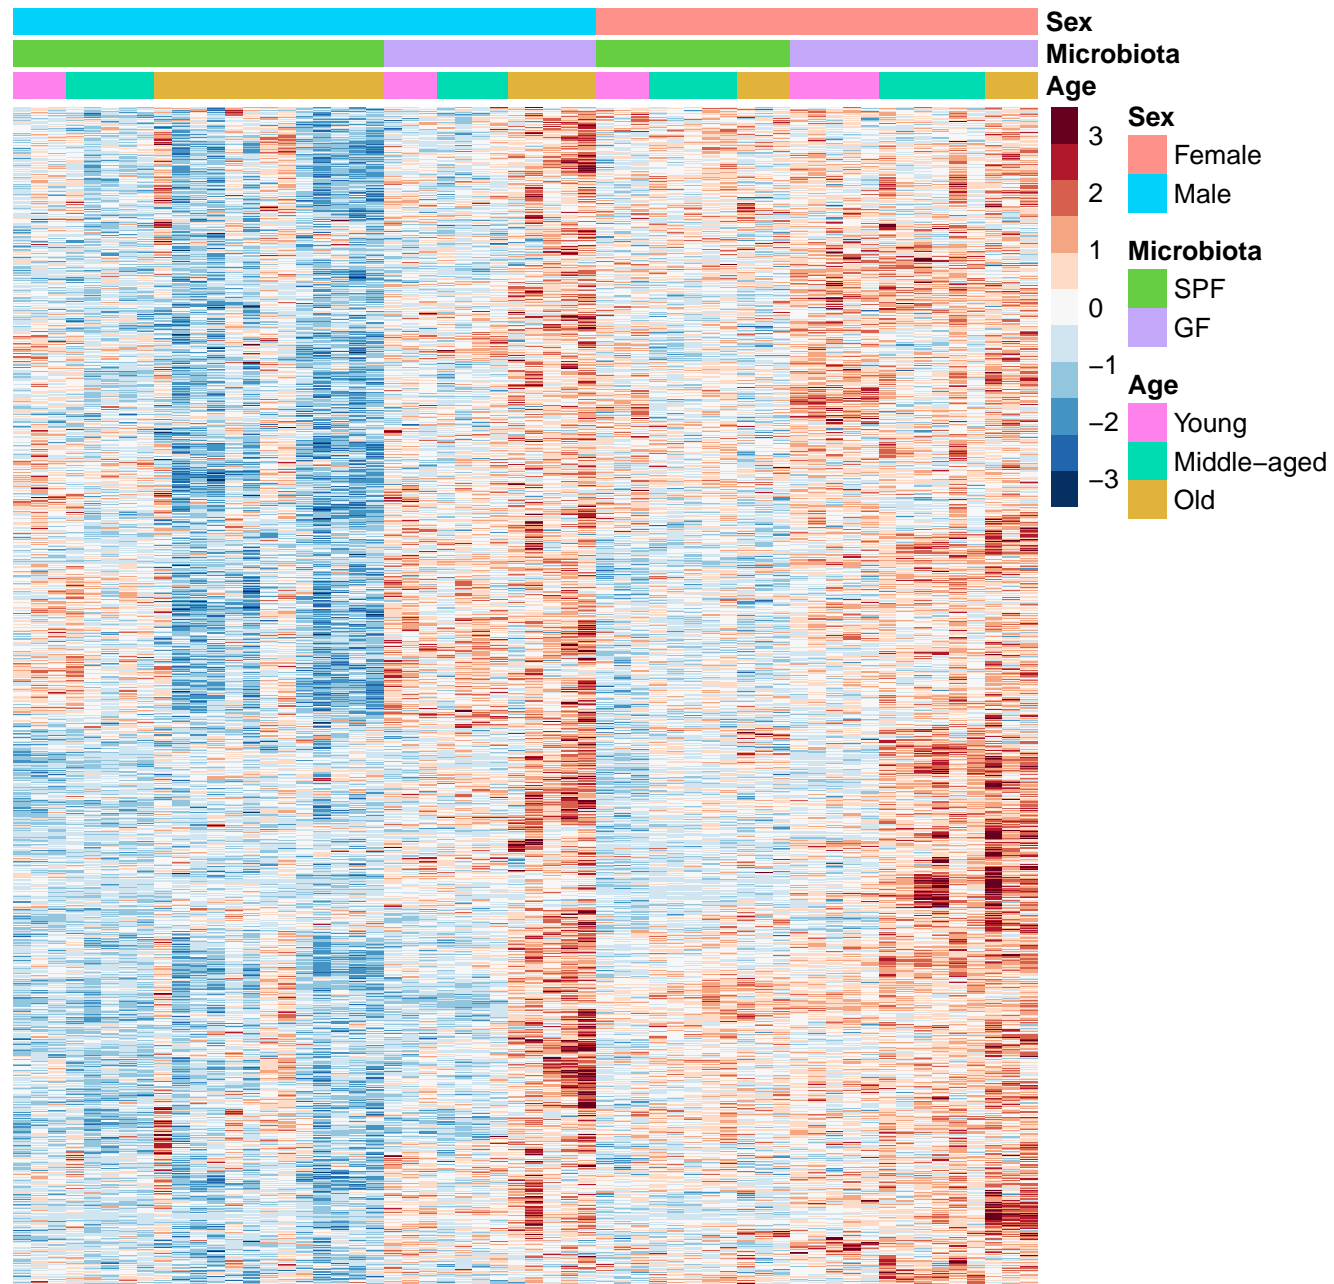 Sex
Microbiota
Age
3
2
1
0
−1
−2
−3
Sex
Female
Male
Microbiota
SPF
GF
Age
Young
Middle−aged
Old